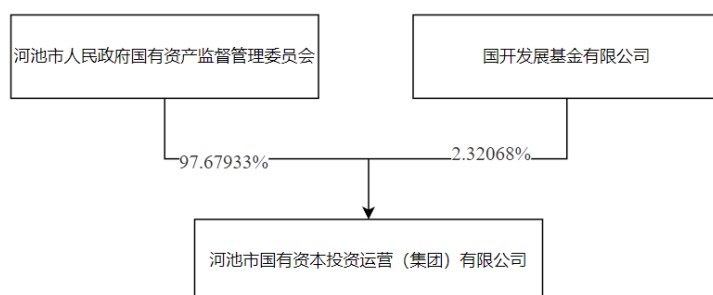 河池市人民政府国有资产监督管理委员会
国开发展基金有限公司
97.67933%
2.32068%
河池市国有资本投资运营（集团）有限公司